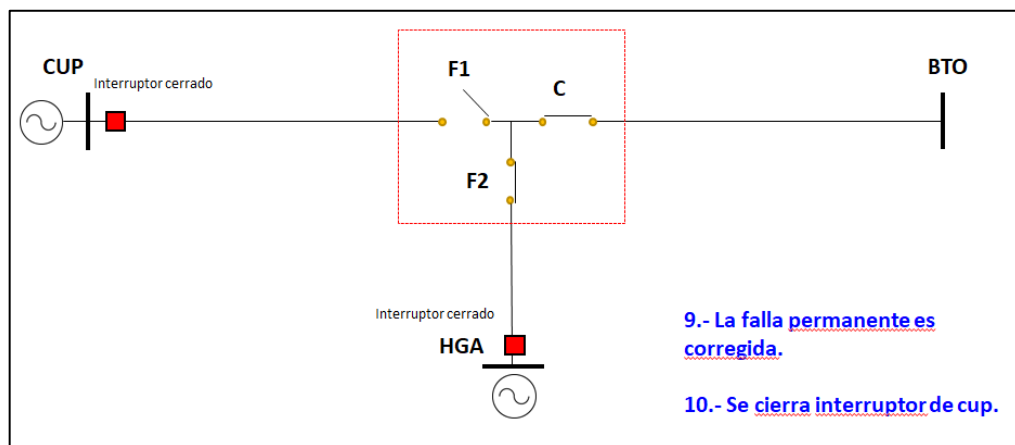 CUP
Interruptor cerrado
F1
C
BTO
F2
Interruptor cerrado
HGA
9.- La falla permanente es
corregida.
10.- Se cierra interruptor de cup.